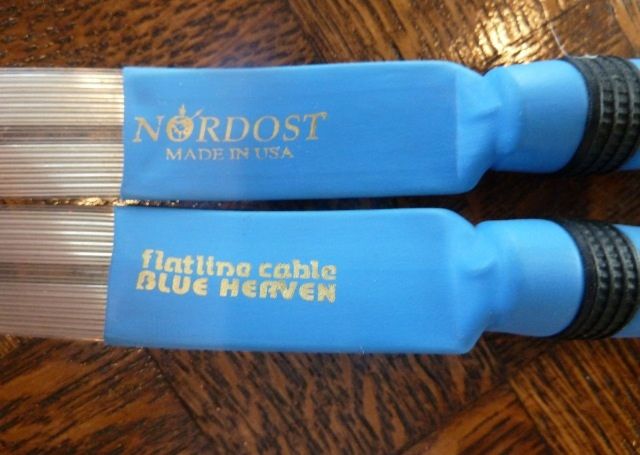 NORDOST
MADE IN USA
flatline cable
BLUE HEAVEN